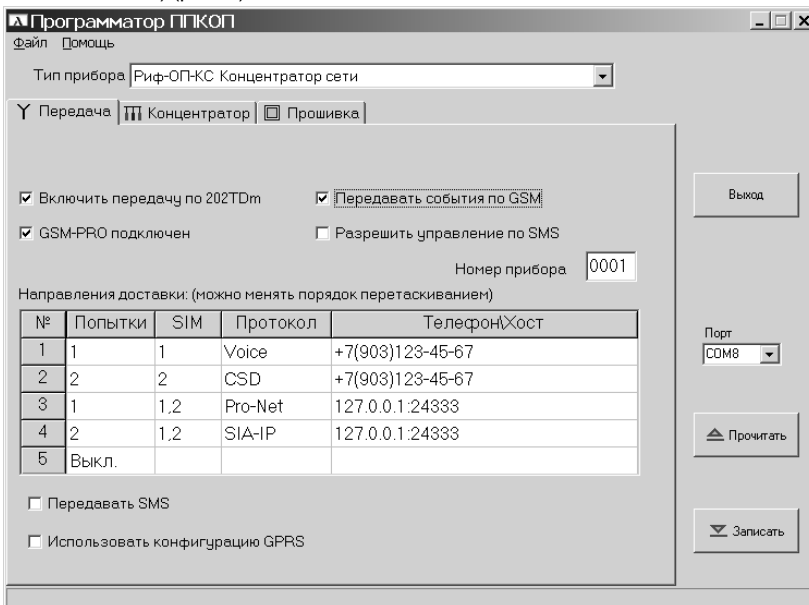 Программатор ППКОП
Файл Помощь
Тип прибора Риф-ОП-КС Концентратор сети
Передача Концентратор Прошивка
Включить передачу по 202TDm Передавать события по GSM
Выход
GSM-PRO подключен Разрешить управление по SMS
Номер прибора 0001
Направления доставки: (можно менять порядок перетаскиванием)
№ Попытки SIM Протокол Телефон\Хост
Порт
1 1 1 Voice +7(903)123-45-67
COM8
2 2 2 CSD +7(903)123-45-67
3 1 1,2 Pro-Net 127.0.0.1:24333
4 2 1,2 SIA-IP 127.0.0.1:24333
Прочитать
5 Выкл.
Передавать SMS
Записать
Использовать конфигурацию GPRS